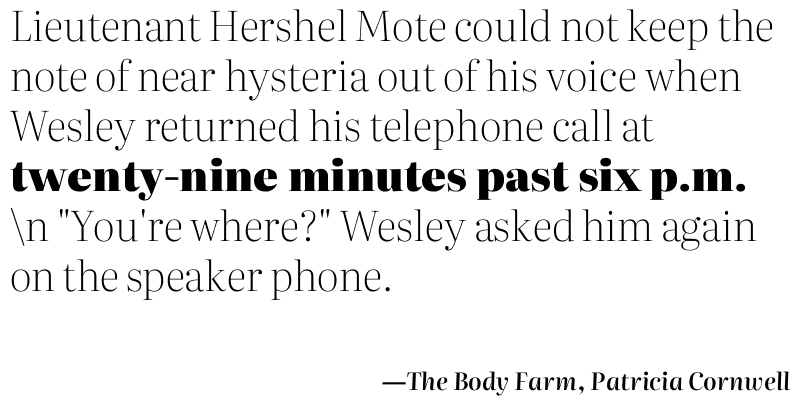 Lieutenant Hershel Mote could not keep the
note of near hysteria out of his voice when
Wesley returned his telephone call at
twenty-nine minutes past six p.m.
\n "You're where?" Wesley asked him again
on the speaker phone.
—The Body Farm, Patricia Cornwell